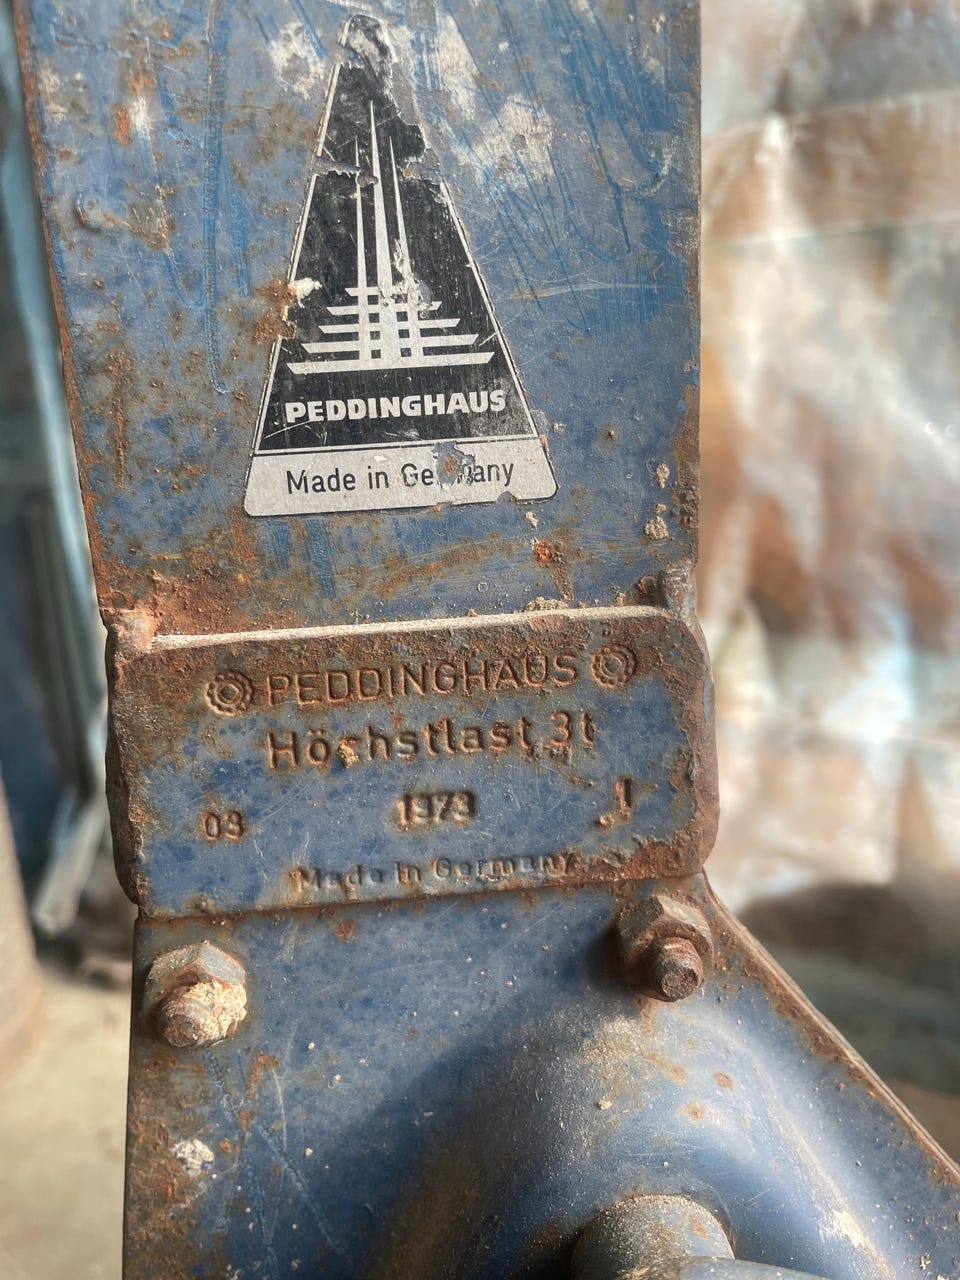 PEDDINGHAUS
Made in Germany
PEDDINGHAUS
Höchstlast 3t
03 1973
Made in Germany